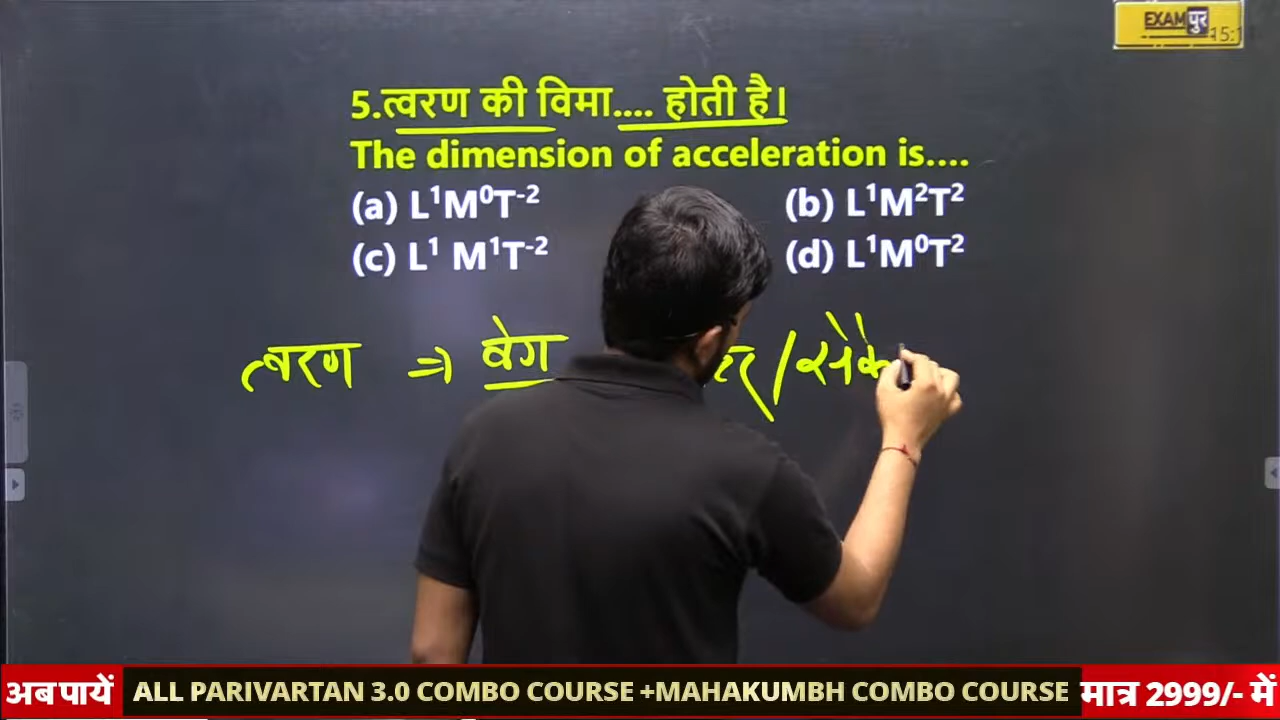 EXAMपुर
5.त्वरण की विमा.... होती है।
The dimension of acceleration is....
(a) L¹M⁰T⁻² (b) L¹M²T²
(c) L¹ M¹T⁻² (d) L¹M⁰T²
त्वरण ⇒ वेग
अब पायें ALL PARIVARTAN 3.0 COMBO COURSE +MAHAKUMBH COMBO COURSE मात्र 2999/- में